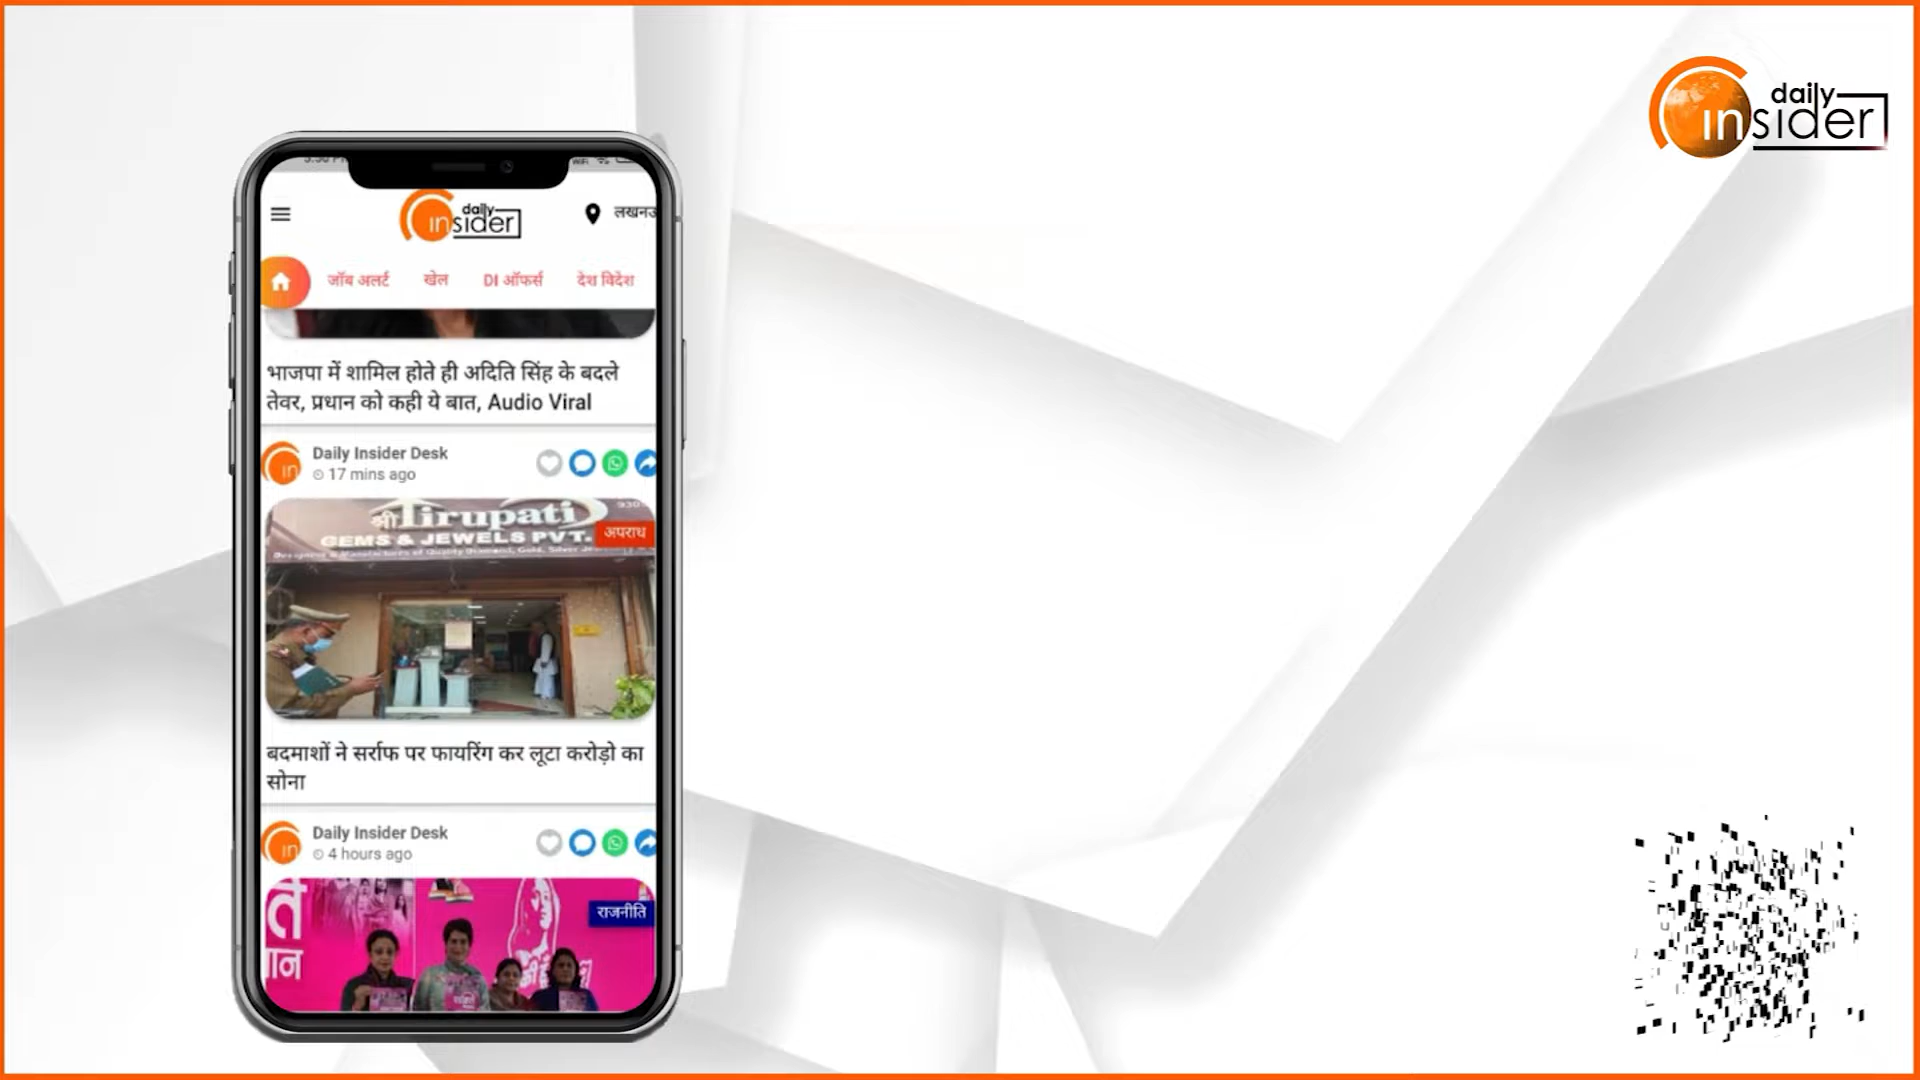 daily
insider
daily
insider
लखनऊ
जॉब अलर्ट खेल DI ऑफर्स देश विदेश
भाजपा में शामिल होते ही अदिति सिंह के बदले
तेवर, प्रधान को कही ये बात, Audio Viral
Daily Insider Desk
17 mins ago
श्री Tirupati
GEMS & JEWELS PVT.
अपराध
बदमाशों ने सर्राफ पर फायरिंग कर लूटा करोड़ो का
सोना
Daily Insider Desk
4 hours ago
राजनीति